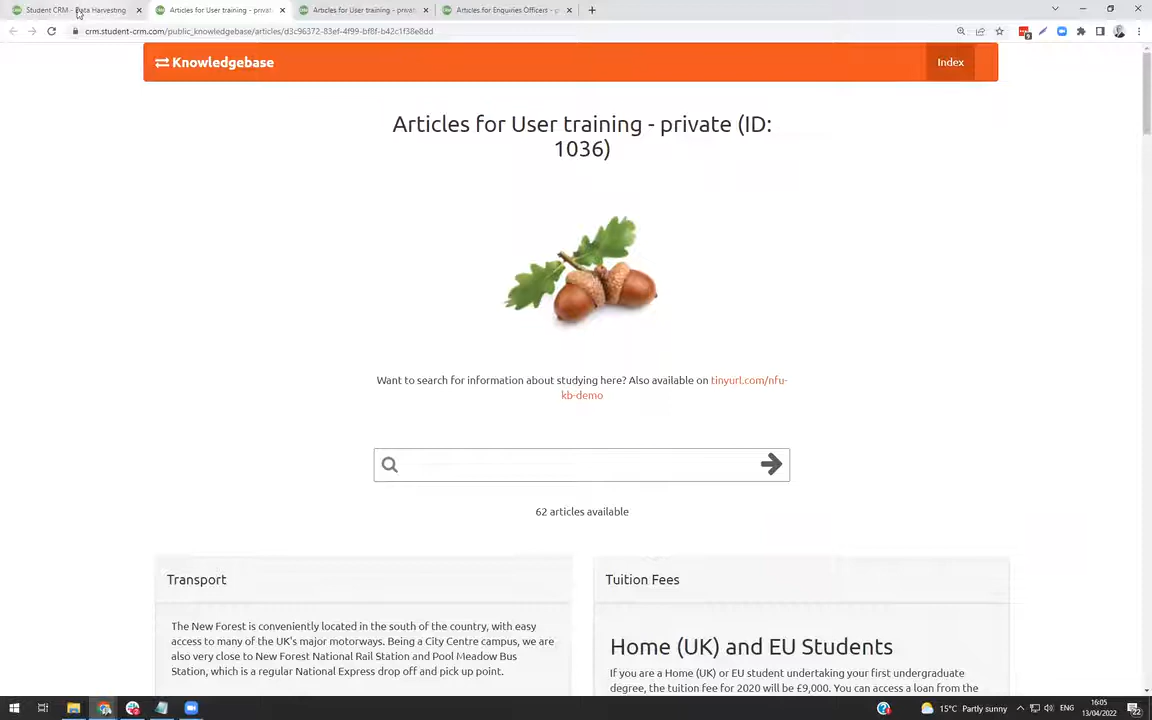 Student CRM - Data Harvesting
Articles for User training - privat
Articles for User training - privat
Articles for Enquiries Officers - p
crm.student-crm.com/public_knowledgebase/articles/d3c96372-83ef-4f99-bf8f-b42c1f38e8dd
Knowledgebase
Index
Articles for User training - private (ID:
1036)
Want to search for information about studying here? Also available on tinyurl.com/nfu-
kb-demo
62 articles available
Transport
The New Forest is conveniently located in the south of the country, with easy
access to many of the UK's major motorways. Being a City Centre campus, we are
also very close to New Forest National Rail Station and Pool Meadow Bus
Station, which is a regular National Express drop off and pick up point.
Tuition Fees
Home (UK) and EU Students
If you are a Home (UK) or EU student undertaking your first undergraduate
degree, the tuition fee for 2020 will be £9,000. You can access a loan from the
15°C Partly sunny
ENG
16:05
13/04/2022
22